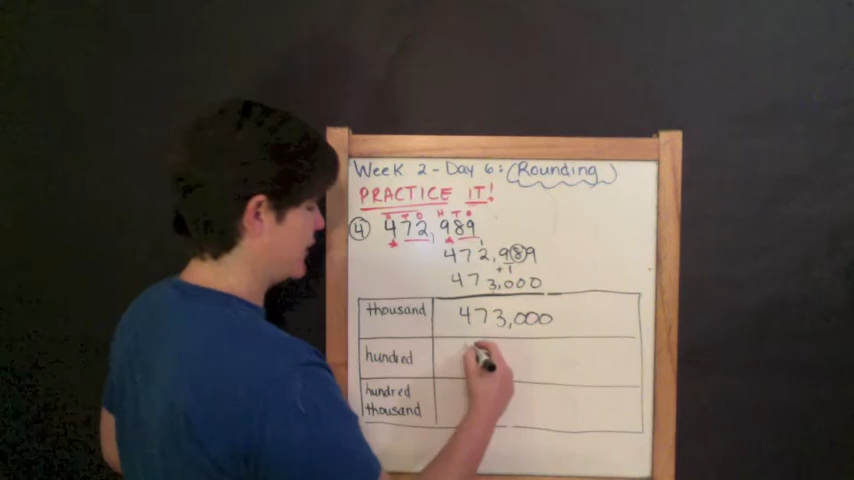 Week 2 - Day 6: (Rounding)
PRACTICE IT!
H T O H T O
4 472,989
472,989
+1
473,000
thousand 473,000
hundred
hundred thousand